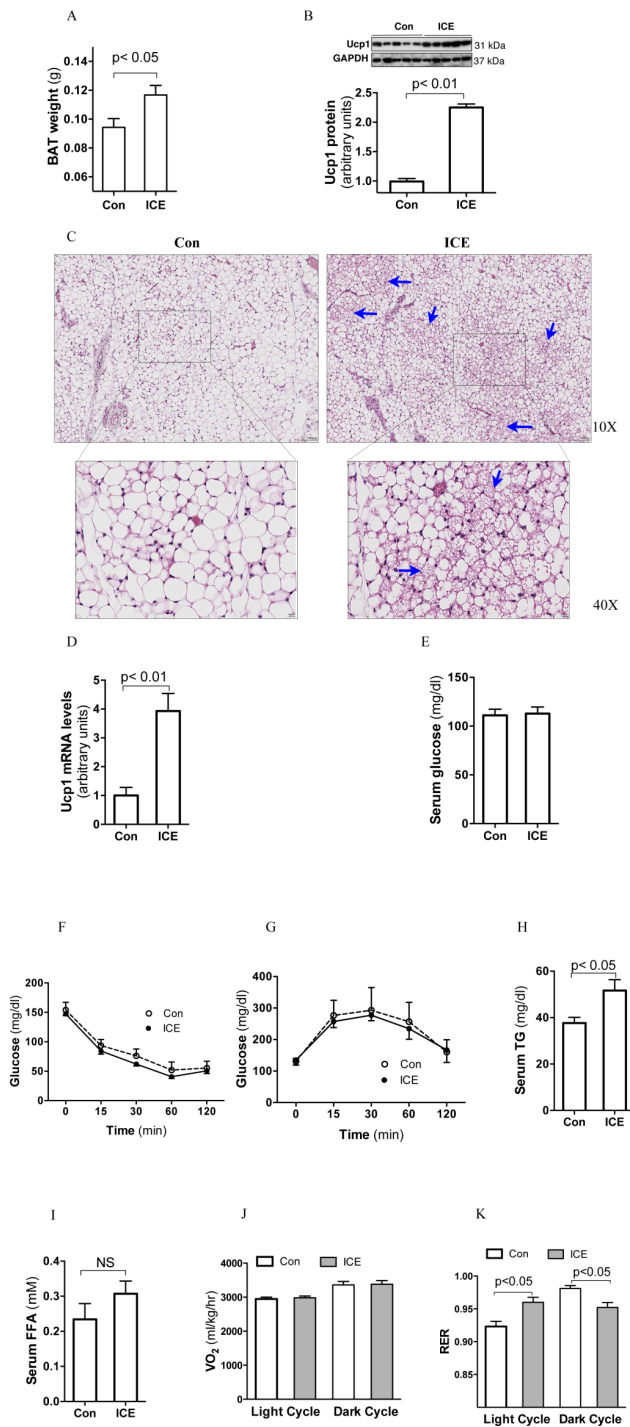 A
p< 0.05
BAT weight (g)
0.12
0.10
0.08
0.06
Con ICE
B
Con ICE
Ucp1 31 kDa
GAPDH 37 kDa
p< 0.01
Ucp1 protein
(arbitrary units)
2.5
2.0
1.5
1.0
Con ICE
C
Con ICE
10X
40X
D
p< 0.01
Ucp1 mRNA levels
(arbitrary units)
5
4
3
2
1
0
Con ICE
E
Serum glucose (mg/dl)
150
100
50
0
Con ICE
F
Glucose (mg/dl)
200
150
100
50
0
Con
ICE
0 15 30 60 120
Time (min)
G
Glucose (mg/dl)
400
300
200
100
0
Con
ICE
0 15 30 60 120
Time (min)
H
p< 0.05
Serum TG (mg/dl)
60
40
20
0
Con ICE
I
NS
Serum FFA (mM)
0.4
0.3
0.2
0.1
0.0
Con ICE
J
Con ICE
VO2 (ml/kg/hr)
4000
3000
2000
1000
0
Light Cycle Dark Cycle
K
Con ICE
p<0.05 p<0.05
RER
1.00
0.95
0.90
0.85
Light Cycle Dark Cycle